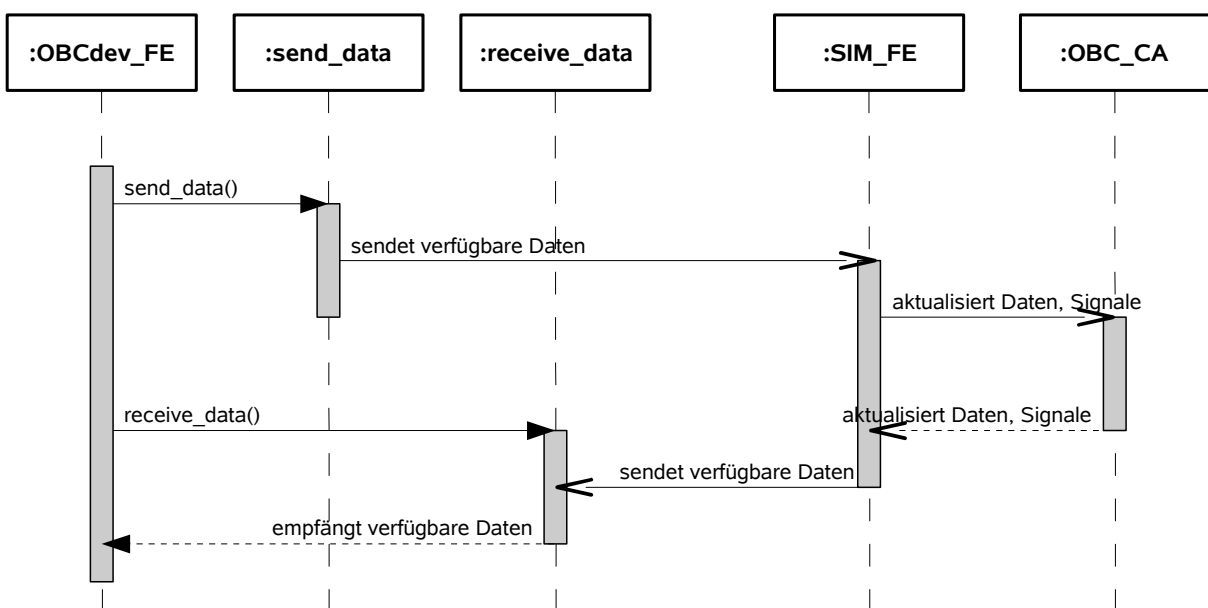 :OBCdev_FE
:send_data
:receive_data
:SIM_FE
:OBC_CA
send_data()
sendet verfügbare Daten
aktualisiert Daten, Signale
receive_data()
aktualisiert Daten, Signale
sendet verfügbare Daten
empfängt verfügbare Daten